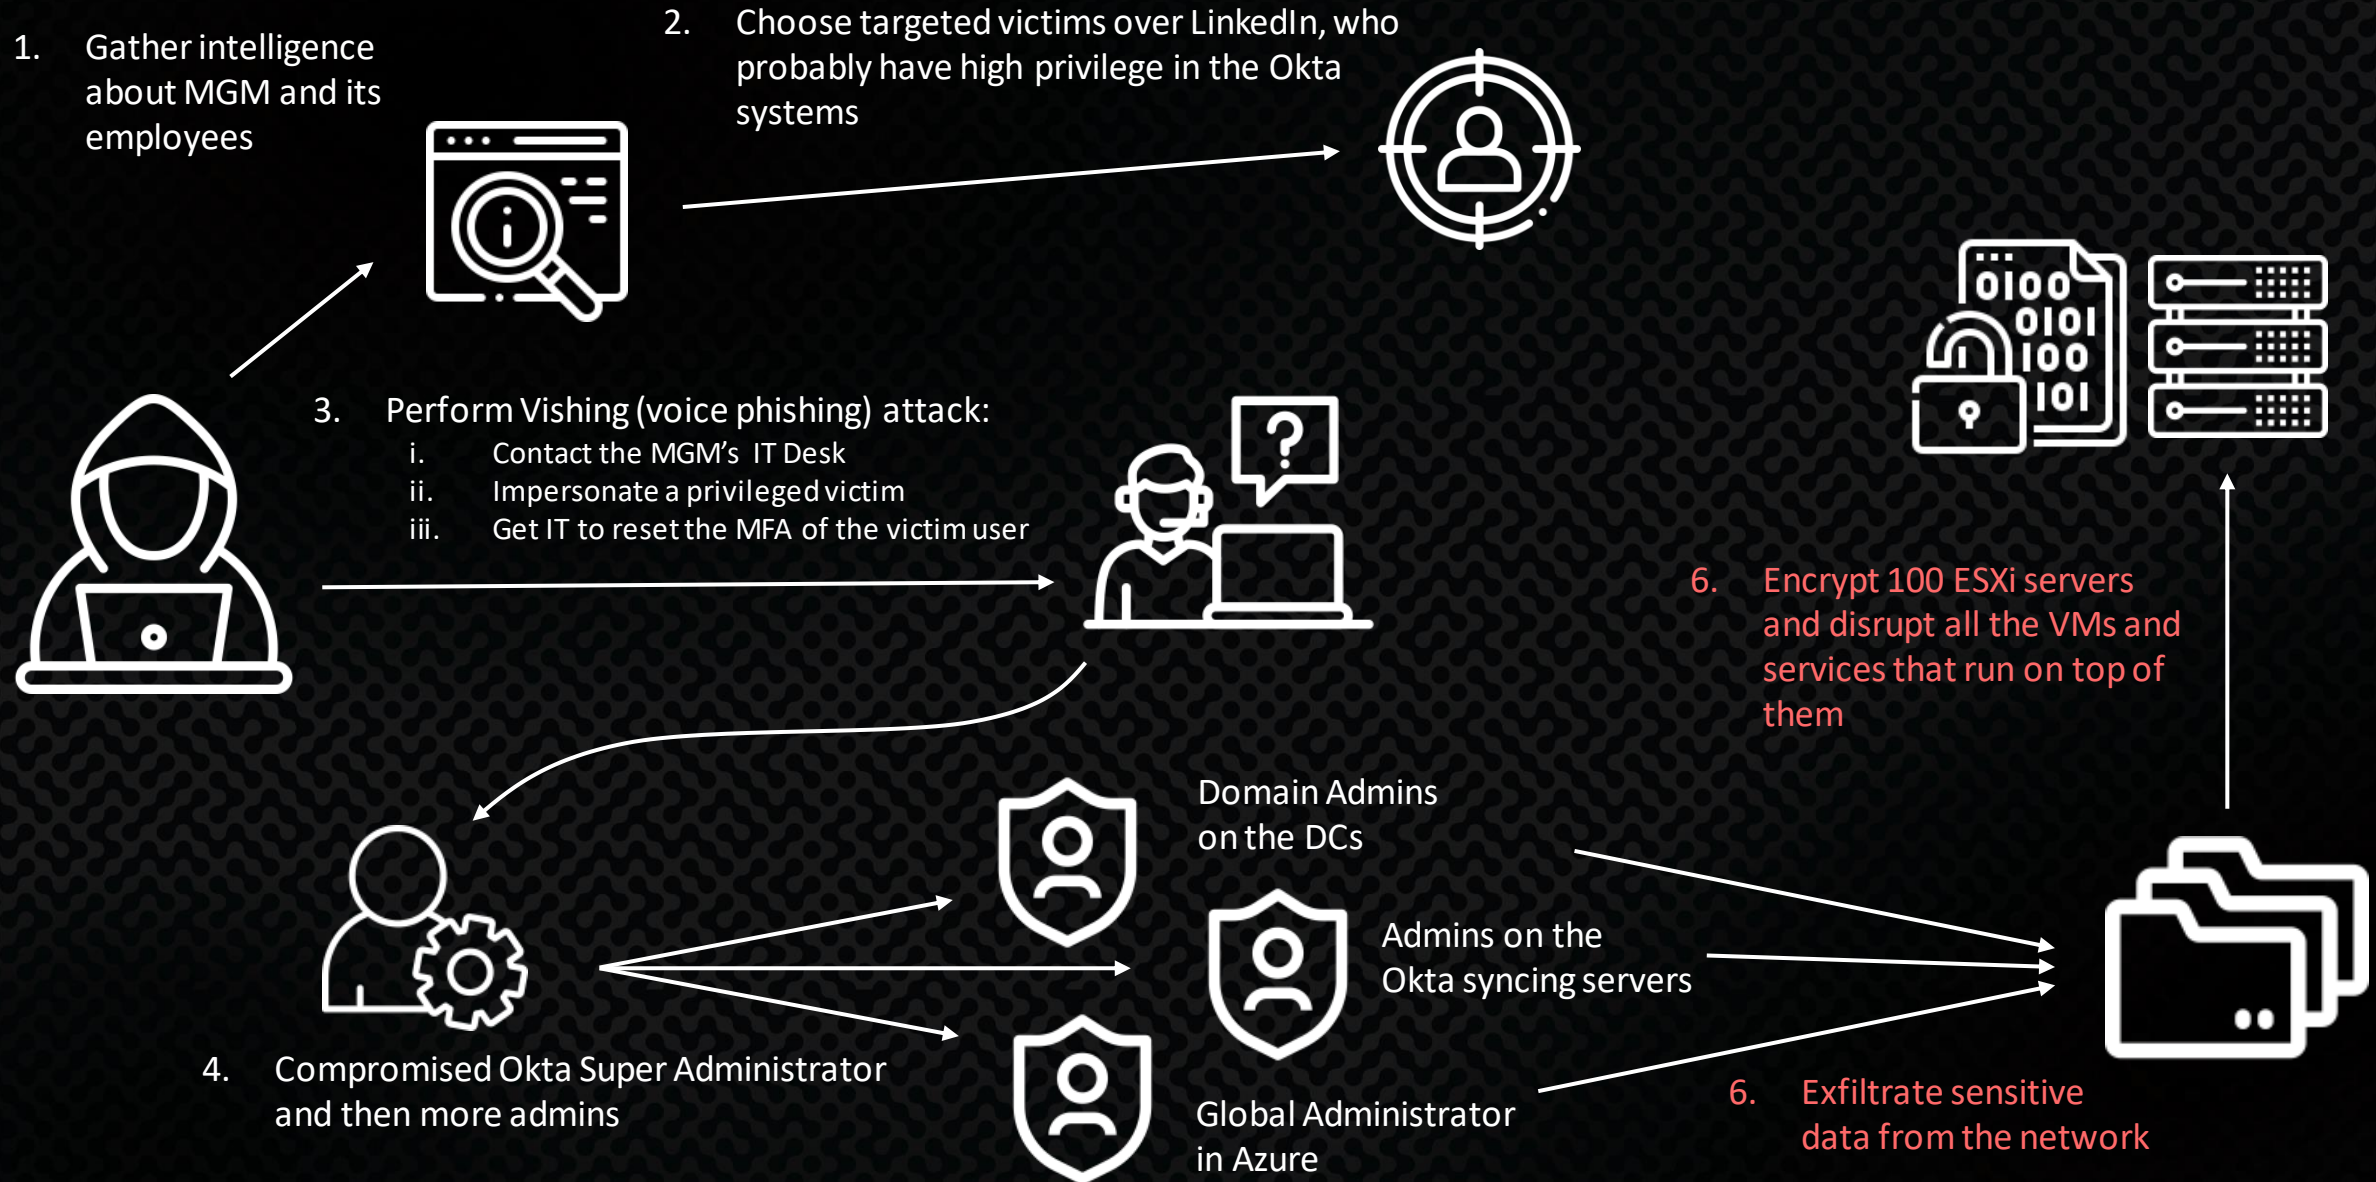 1. Gather intelligence
about MGM and its
employees
2. Choose targeted victims over LinkedIn, who
probably have high privilege in the Okta
systems
3. Perform Vishing (voice phishing) attack:
i. Contact the MGM’s IT Desk
ii. Impersonate a privileged victim
iii. Get IT to reset the MFA of the victim user
?
i
0100
0101
100
101
6. Encrypt 100 ESXi servers
and disrupt all the VMs and
services that run on top of
them
4. Compromised Okta Super Administrator
and then more admins
Domain Admins
on the DCs
Admins on the
Okta syncing servers
Global Administrator
in Azure
6. Exfiltrate sensitive
data from the network